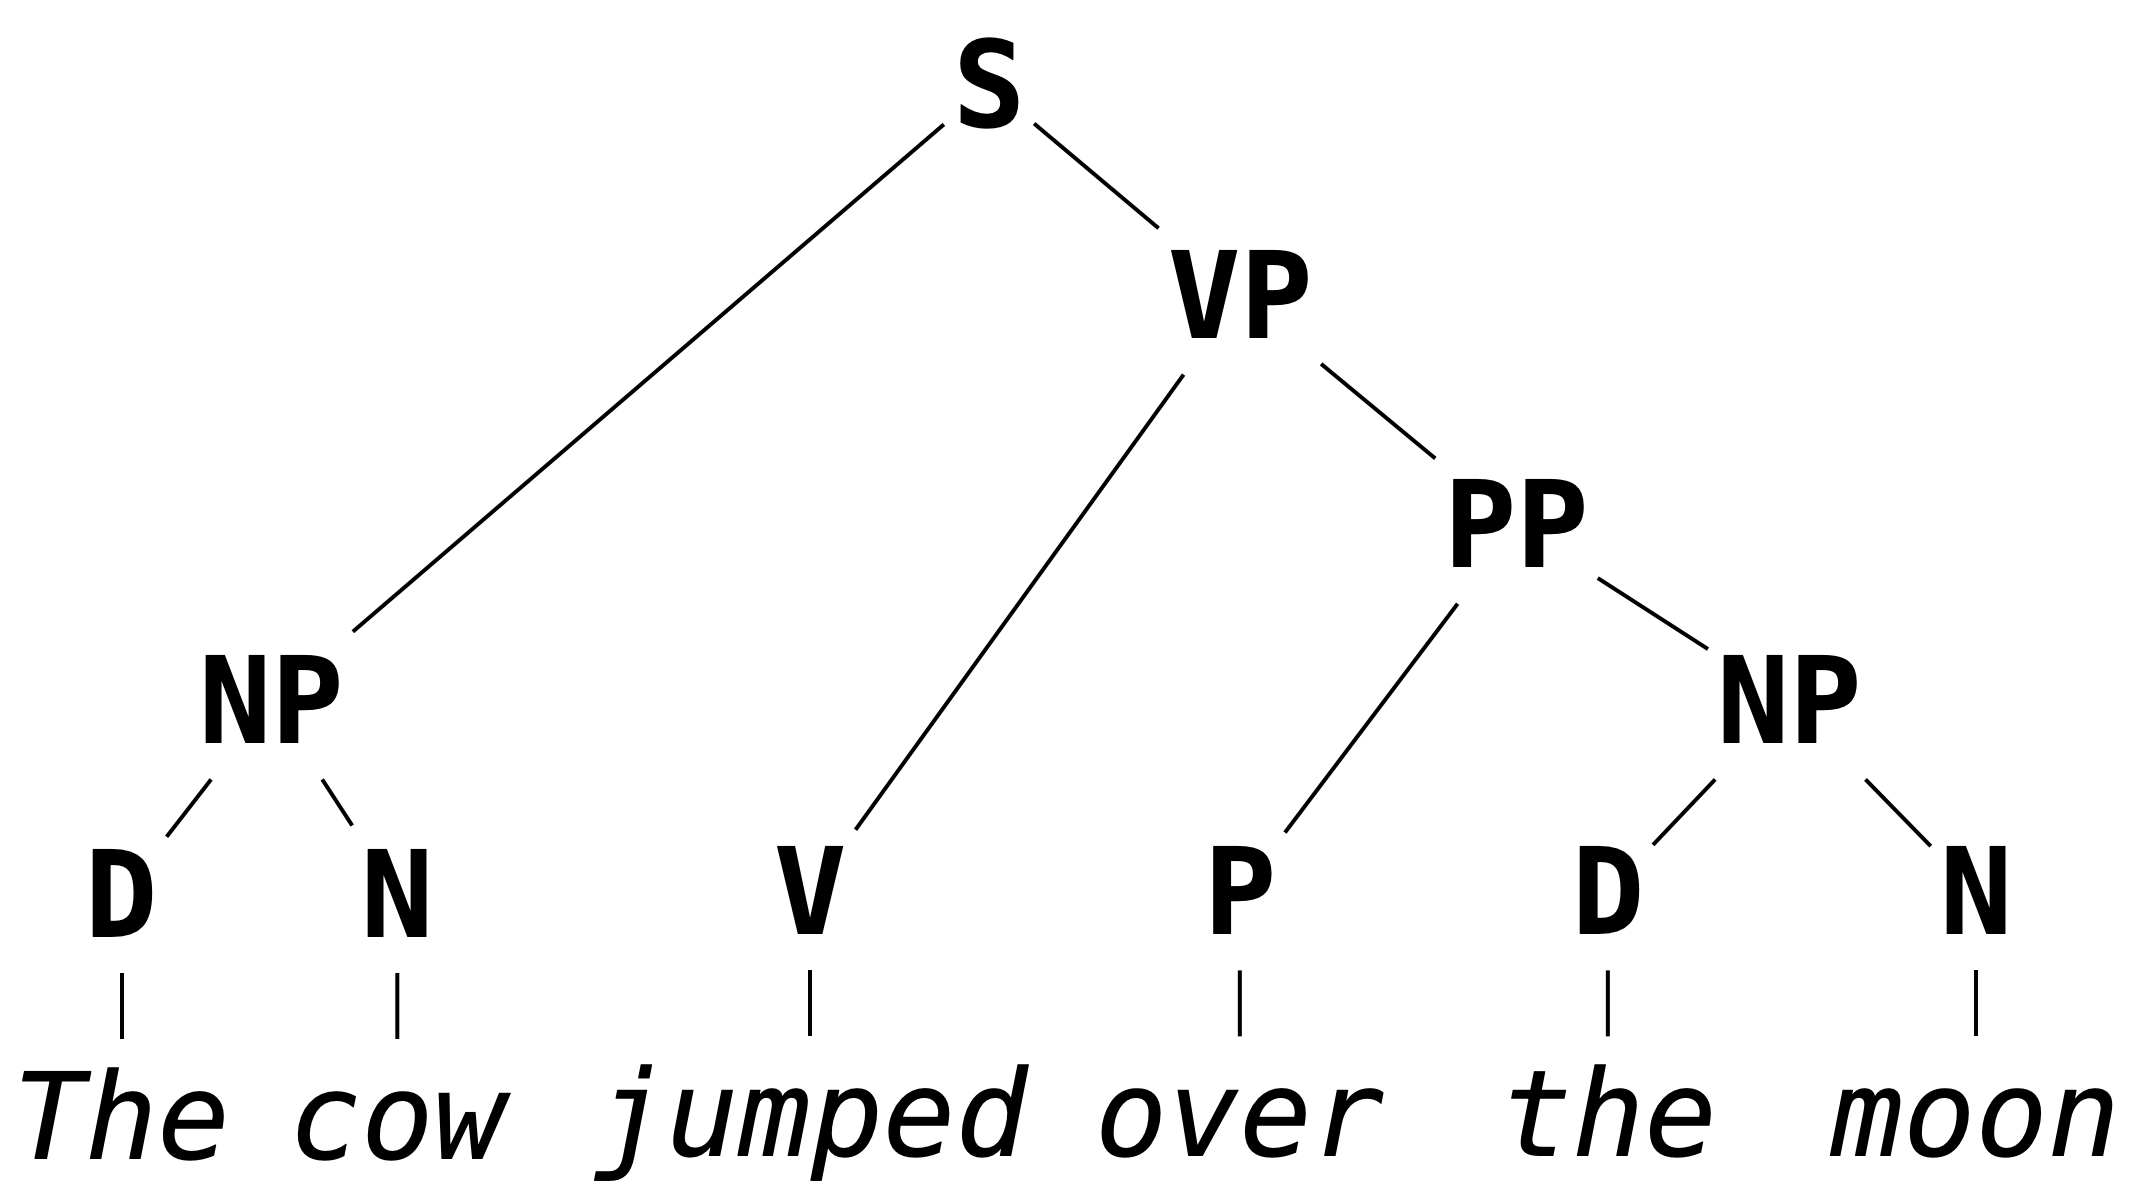 S
VP
PP
NP NP
D N V P D N
The cow jumped over the moon